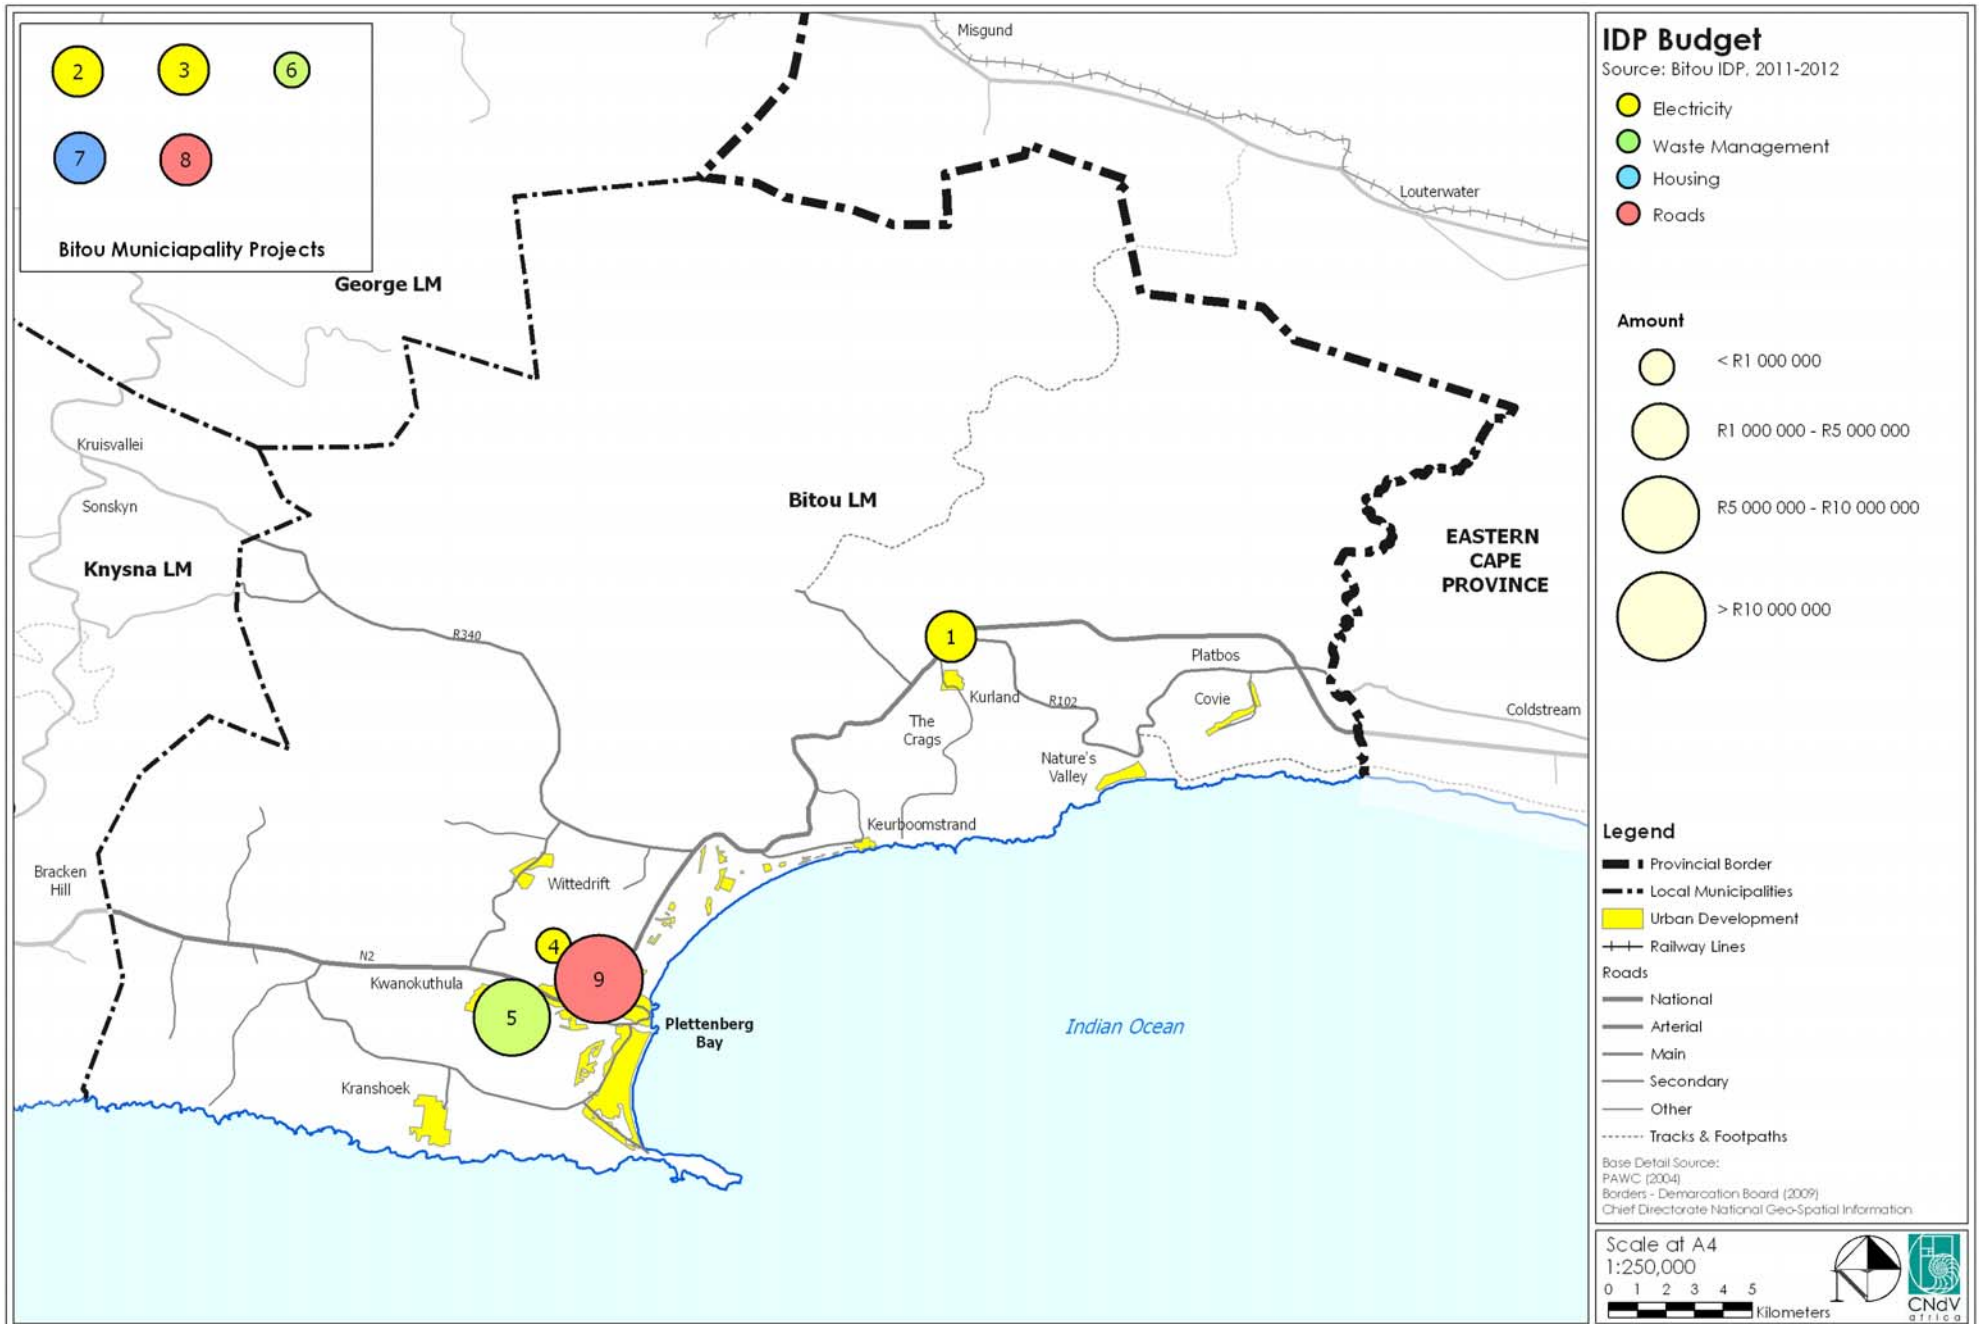 2
3
6
7
8
Bitou Municiapality Projects
Misgund
Louterwater
George LM
Kruisvallei
Sonskyn
Knysna LM
Bitou LM
EASTERN
CAPE
PROVINCE
R340
1
Platbos
Kurland
R102
Covie
The
Crags
Coldstream
Nature's
Valley
Keurboomstrand
Bracken
Hill
Wittedrift
4
N2
9
Kwanokuthula
5
Plettenberg
Bay
Indian Ocean
Kranshoek
IDP Budget
Source: Bitou IDP, 2011-2012
Electricity
Waste Management
Housing
Roads
Amount
< R1 000 000
R1 000 000 - R5 000 000
R5 000 000 - R10 000 000
> R10 000 000
Legend
Provincial Border
Local Municipalities
Urban Development
Railway Lines
Roads
National
Arterial
Main
Secondary
Other
Tracks & Footpaths
Base Detail Source:
PAWC (2004)
Borders - Demarcation Board (2009)
Chief Directorate National Geo-Spatial Information
Scale at A4
1:250,000
0 1 2 3 4 5
Kilometers
CNdV
africa